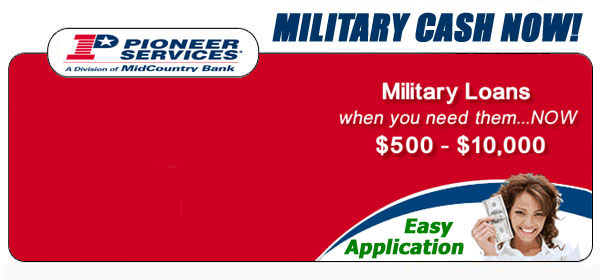 MILITARY CASH NOW!
PIONEER
SERVICES
A Division of MidCountry Bank
Military Loans
when you need them...NOW
$500 - $10,000
Easy
Application